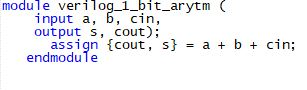 module verilog_1_bit_arytm (
input a, b, cin,
output s, cout);
assign {cout, s} = a + b + cin;
endmodule